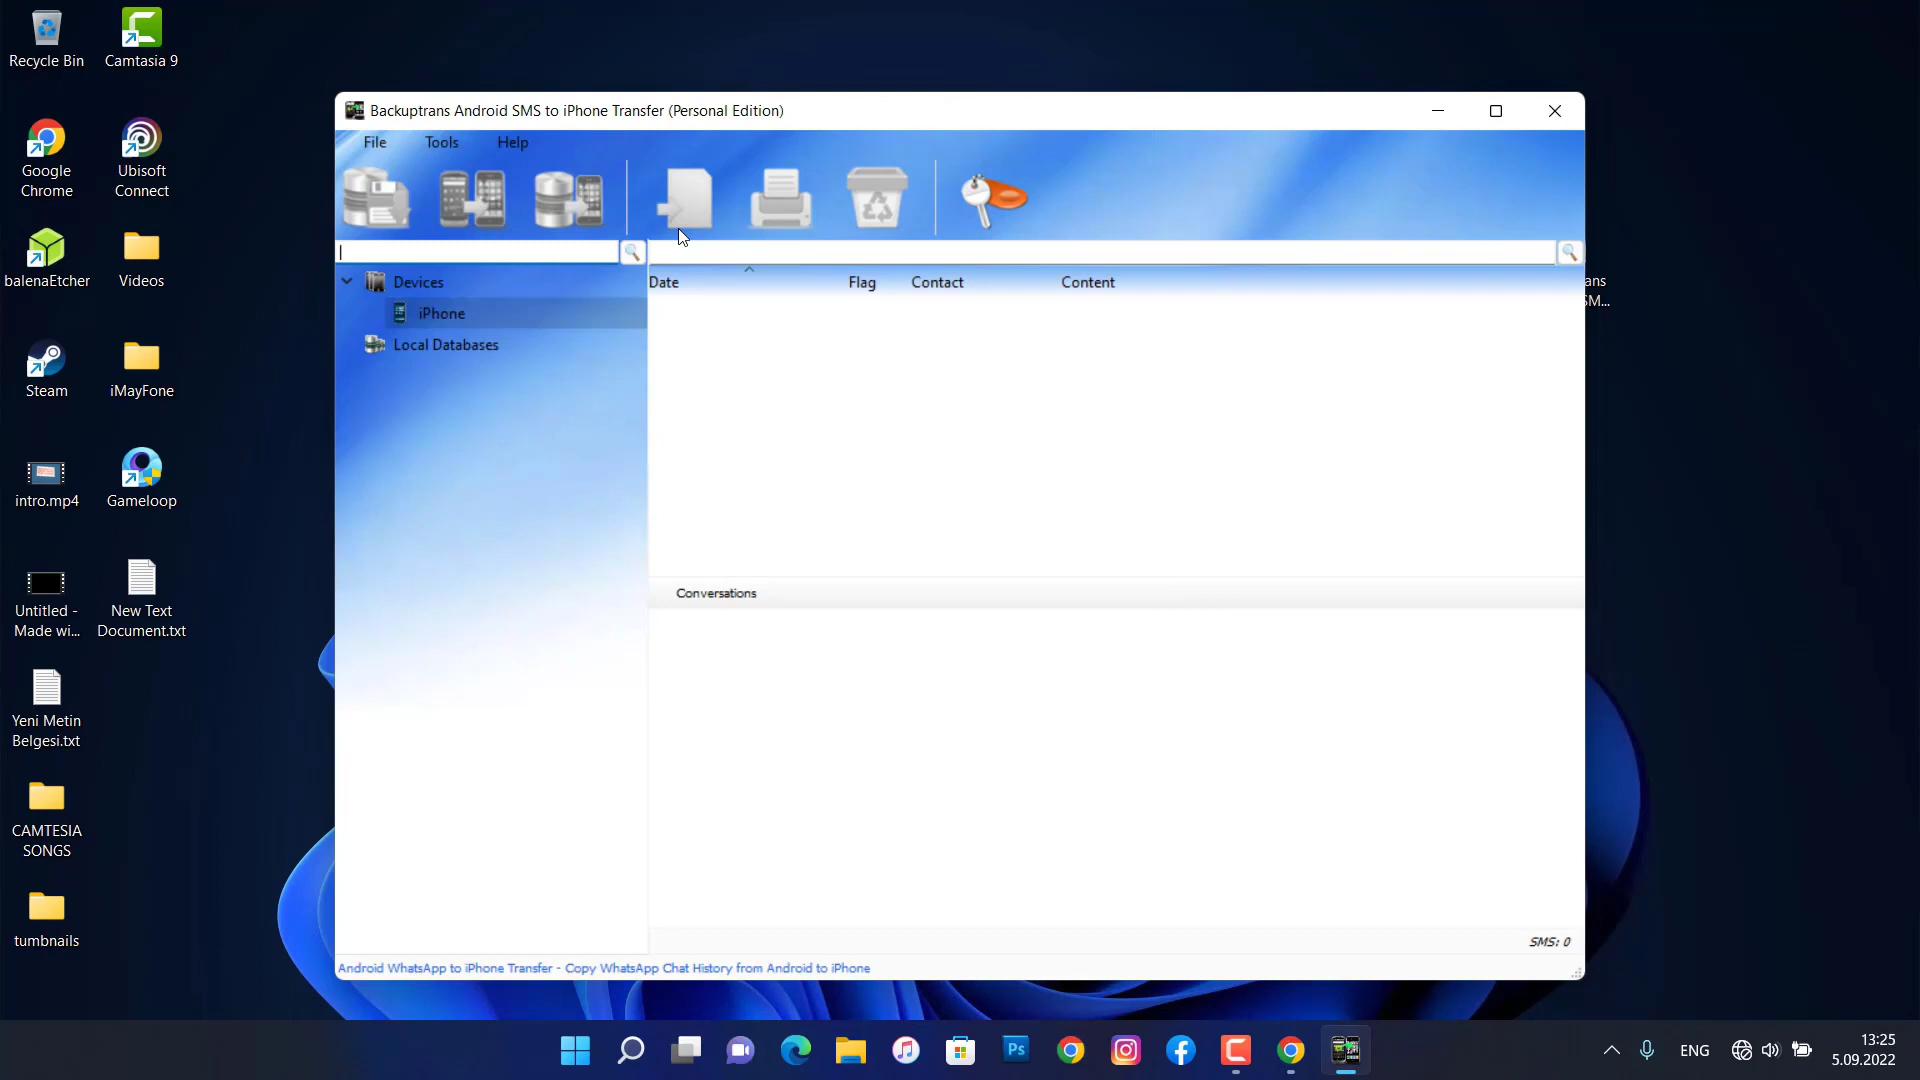 Recycle Bin
Camtasia 9
Google
Chrome
Ubisoft
Connect
balenaEtcher
Videos
Steam
iMayFone
intro.mp4
Gameloop
Untitled -
Made wi...
New Text
Document.txt
Yeni Metin
Belgesi.txt
CAMTESIA
SONGS
tumbnails
Backuptrans Android SMS to iPhone Transfer (Personal Edition)
File
Tools
Help
Devices
iPhone
Local Databases
Date
Flag
Contact
Content
Conversations
SMS: 0
Android WhatsApp to iPhone Transfer - Copy WhatsApp Chat History from Android to iPhone
ans
SM...
Ps
ENG
13:25
5.09.2022